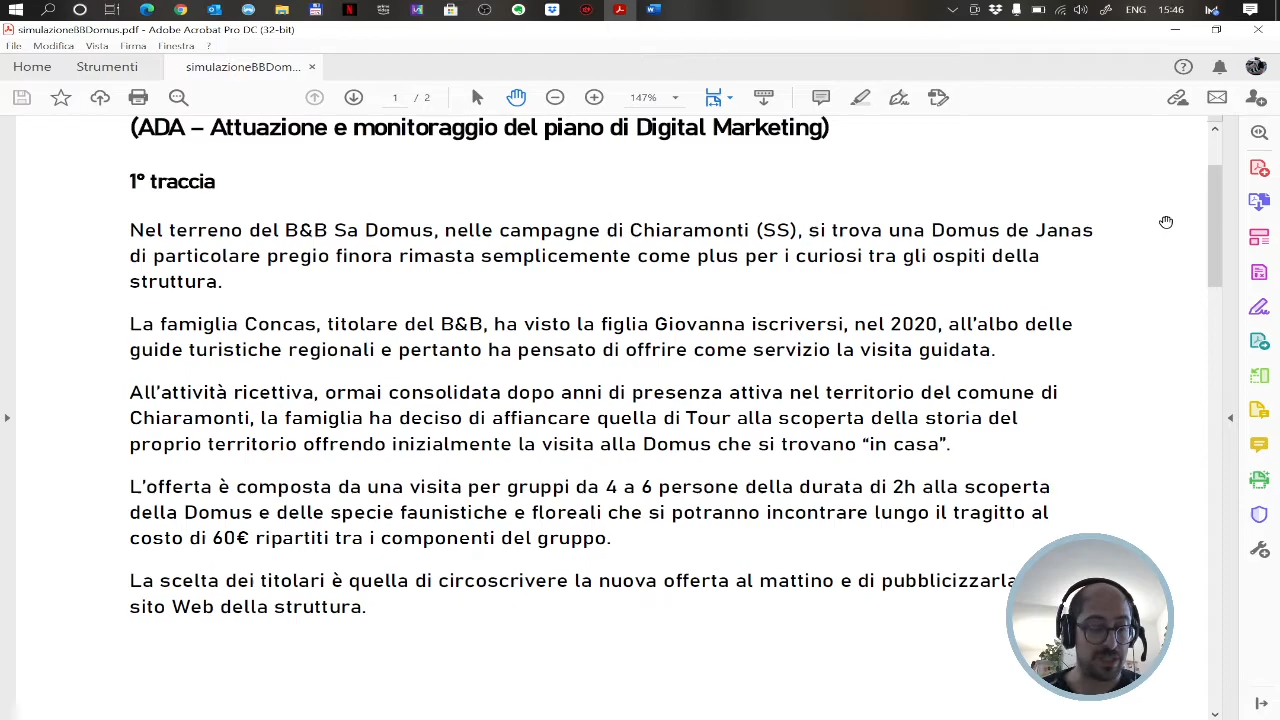 ENG 15:46
simulazioneBBDomus.pdf - Adobe Acrobat Pro DC (32-bit)
File Modifica Vista Firma Finestra ?
Home Strumenti simulazioneBBDom... ×
1 / 2 147%
(ADA – Attuazione e monitoraggio del piano di Digital Marketing)
1° traccia
Nel terreno del B&B Sa Domus, nelle campagne di Chiaramonti (SS), si trova una Domus de Janas
di particolare pregio finora rimasta semplicemente come plus per i curiosi tra gli ospiti della
struttura.
La famiglia Concas, titolare del B&B, ha visto la figlia Giovanna iscriversi, nel 2020, all'albo delle
guide turistiche regionali e pertanto ha pensato di offrire come servizio la visita guidata.
All'attività ricettiva, ormai consolidata dopo anni di presenza attiva nel territorio del comune di
Chiaramonti, la famiglia ha deciso di affiancare quella di Tour alla scoperta della storia del
proprio territorio offrendo inizialmente la visita alla Domus che si trovano “in casa”.
L'offerta è composta da una visita per gruppi da 4 a 6 persone della durata di 2h alla scoperta
della Domus e delle specie faunistiche e floreali che si potranno incontrare lungo il tragitto al
costo di 60€ ripartiti tra i componenti del gruppo.
La scelta dei titolari è quella di circoscrivere la nuova offerta al mattino e di pubblicizzarla
sito Web della struttura.